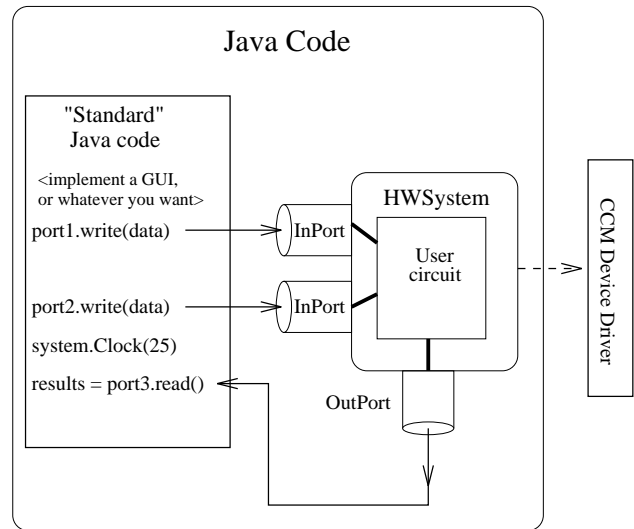 Java Code
"Standard"
Java code
<implement a GUI,
or whatever you want>
port1.write(data)
port2.write(data)
system.Clock(25)
results = port3.read()
InPort
InPort
HWSystem
User
circuit
OutPort
CCM Device Driver